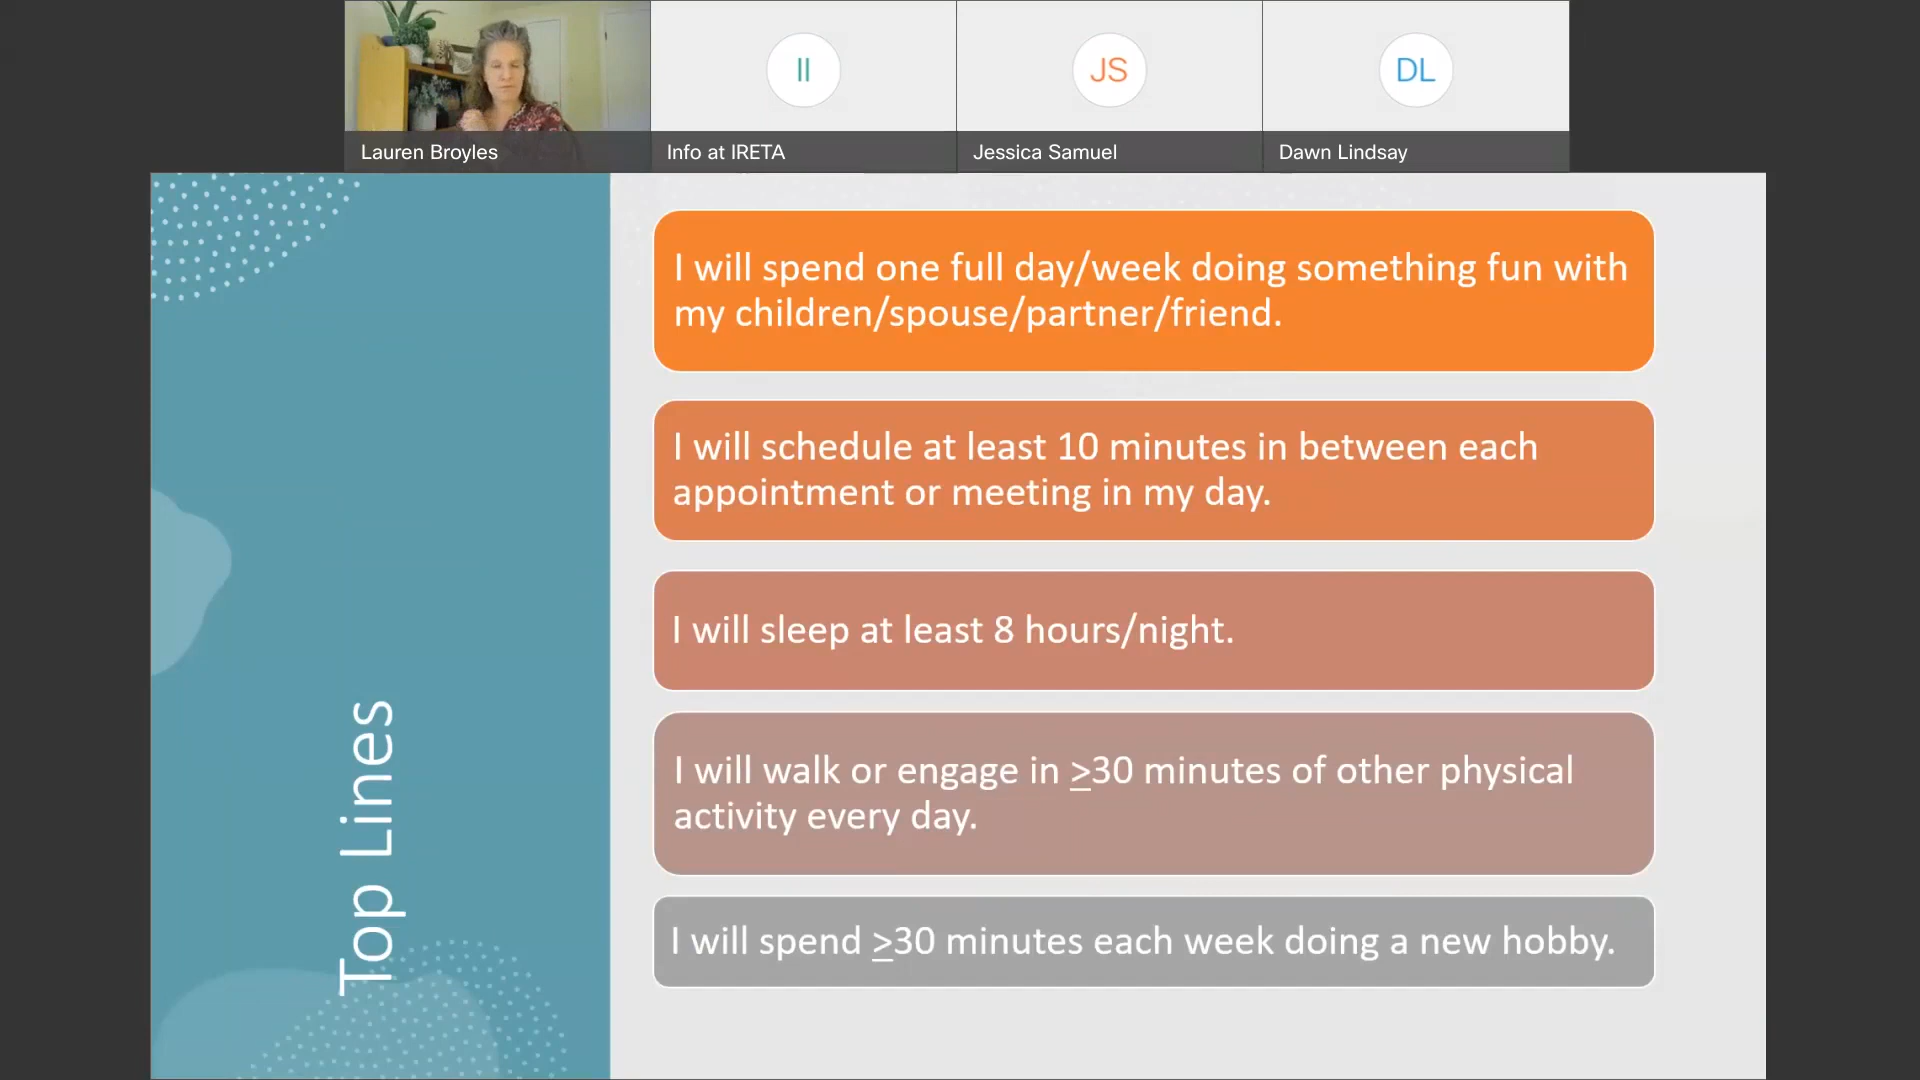 II
JS
DL
Lauren Broyles
Info at IRETA
Jessica Samuel
Dawn Lindsay
Top Lines
I will spend one full day/week doing something fun with
my children/spouse/partner/friend.
I will schedule at least 10 minutes in between each
appointment or meeting in my day.
I will sleep at least 8 hours/night.
I will walk or engage in >30 minutes of other physical
activity every day.
I will spend >30 minutes each week doing a new hobby.